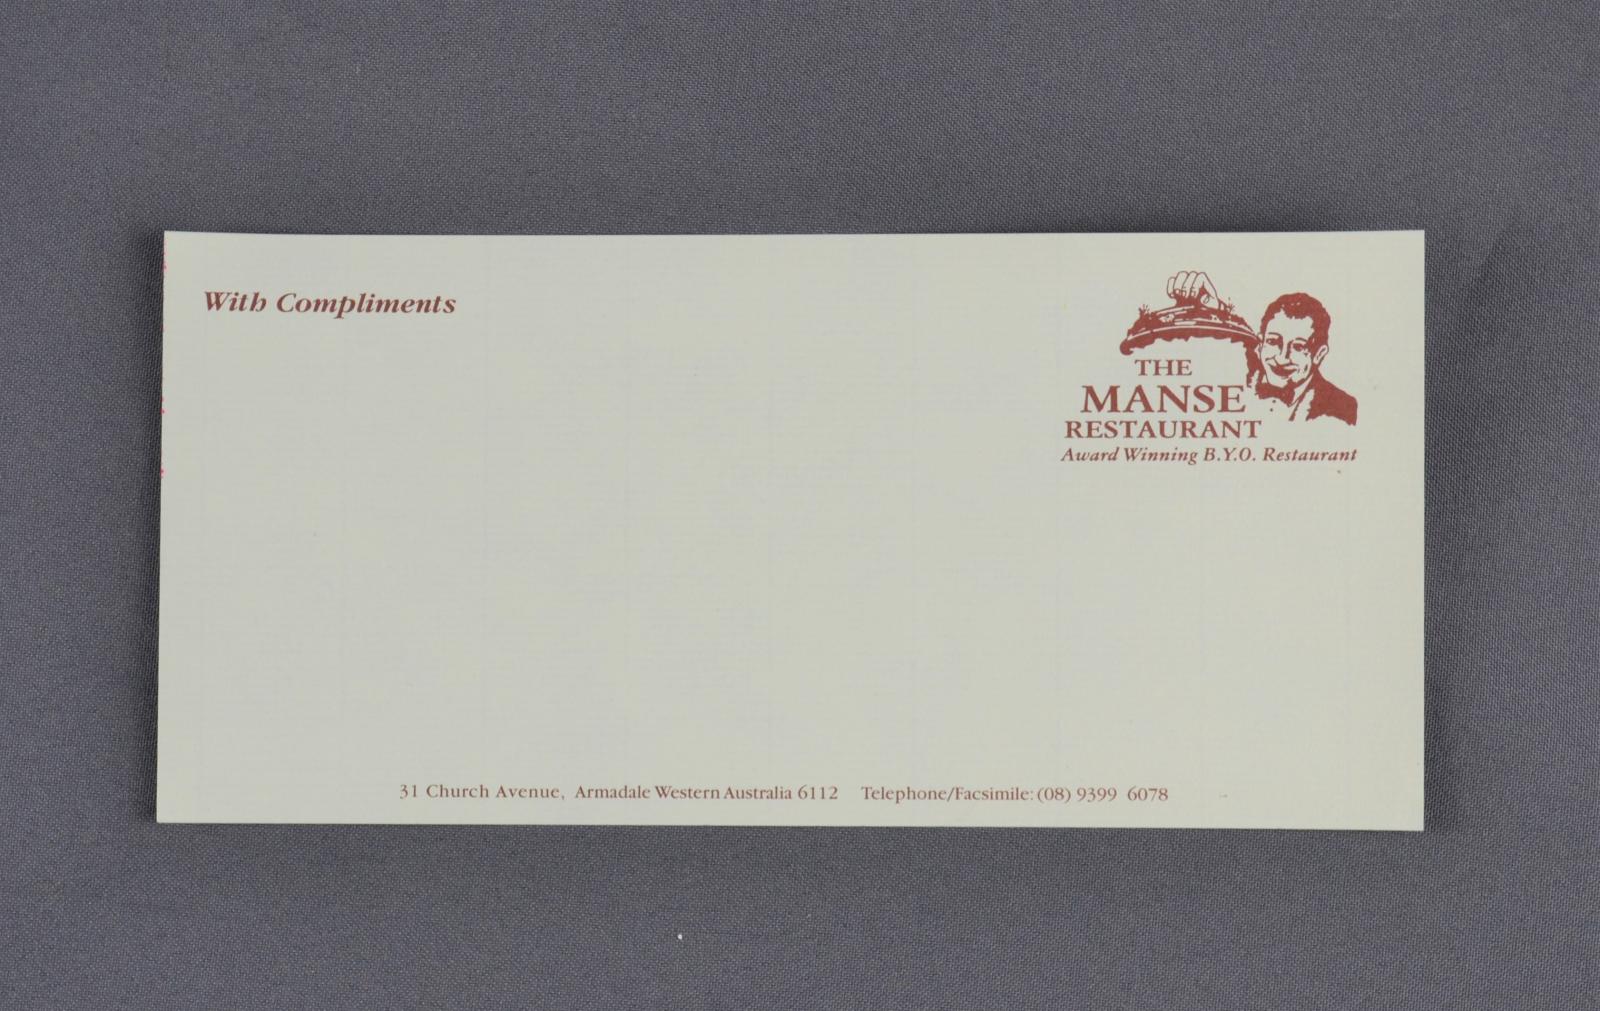 With Compliments
THE
MANSE
RESTAURANT
Award Winning B.Y.O. Restaurant
31 Church Avenue, Armadale Western Australia 6112 Telephone/Facsimile: (08) 9399 6078